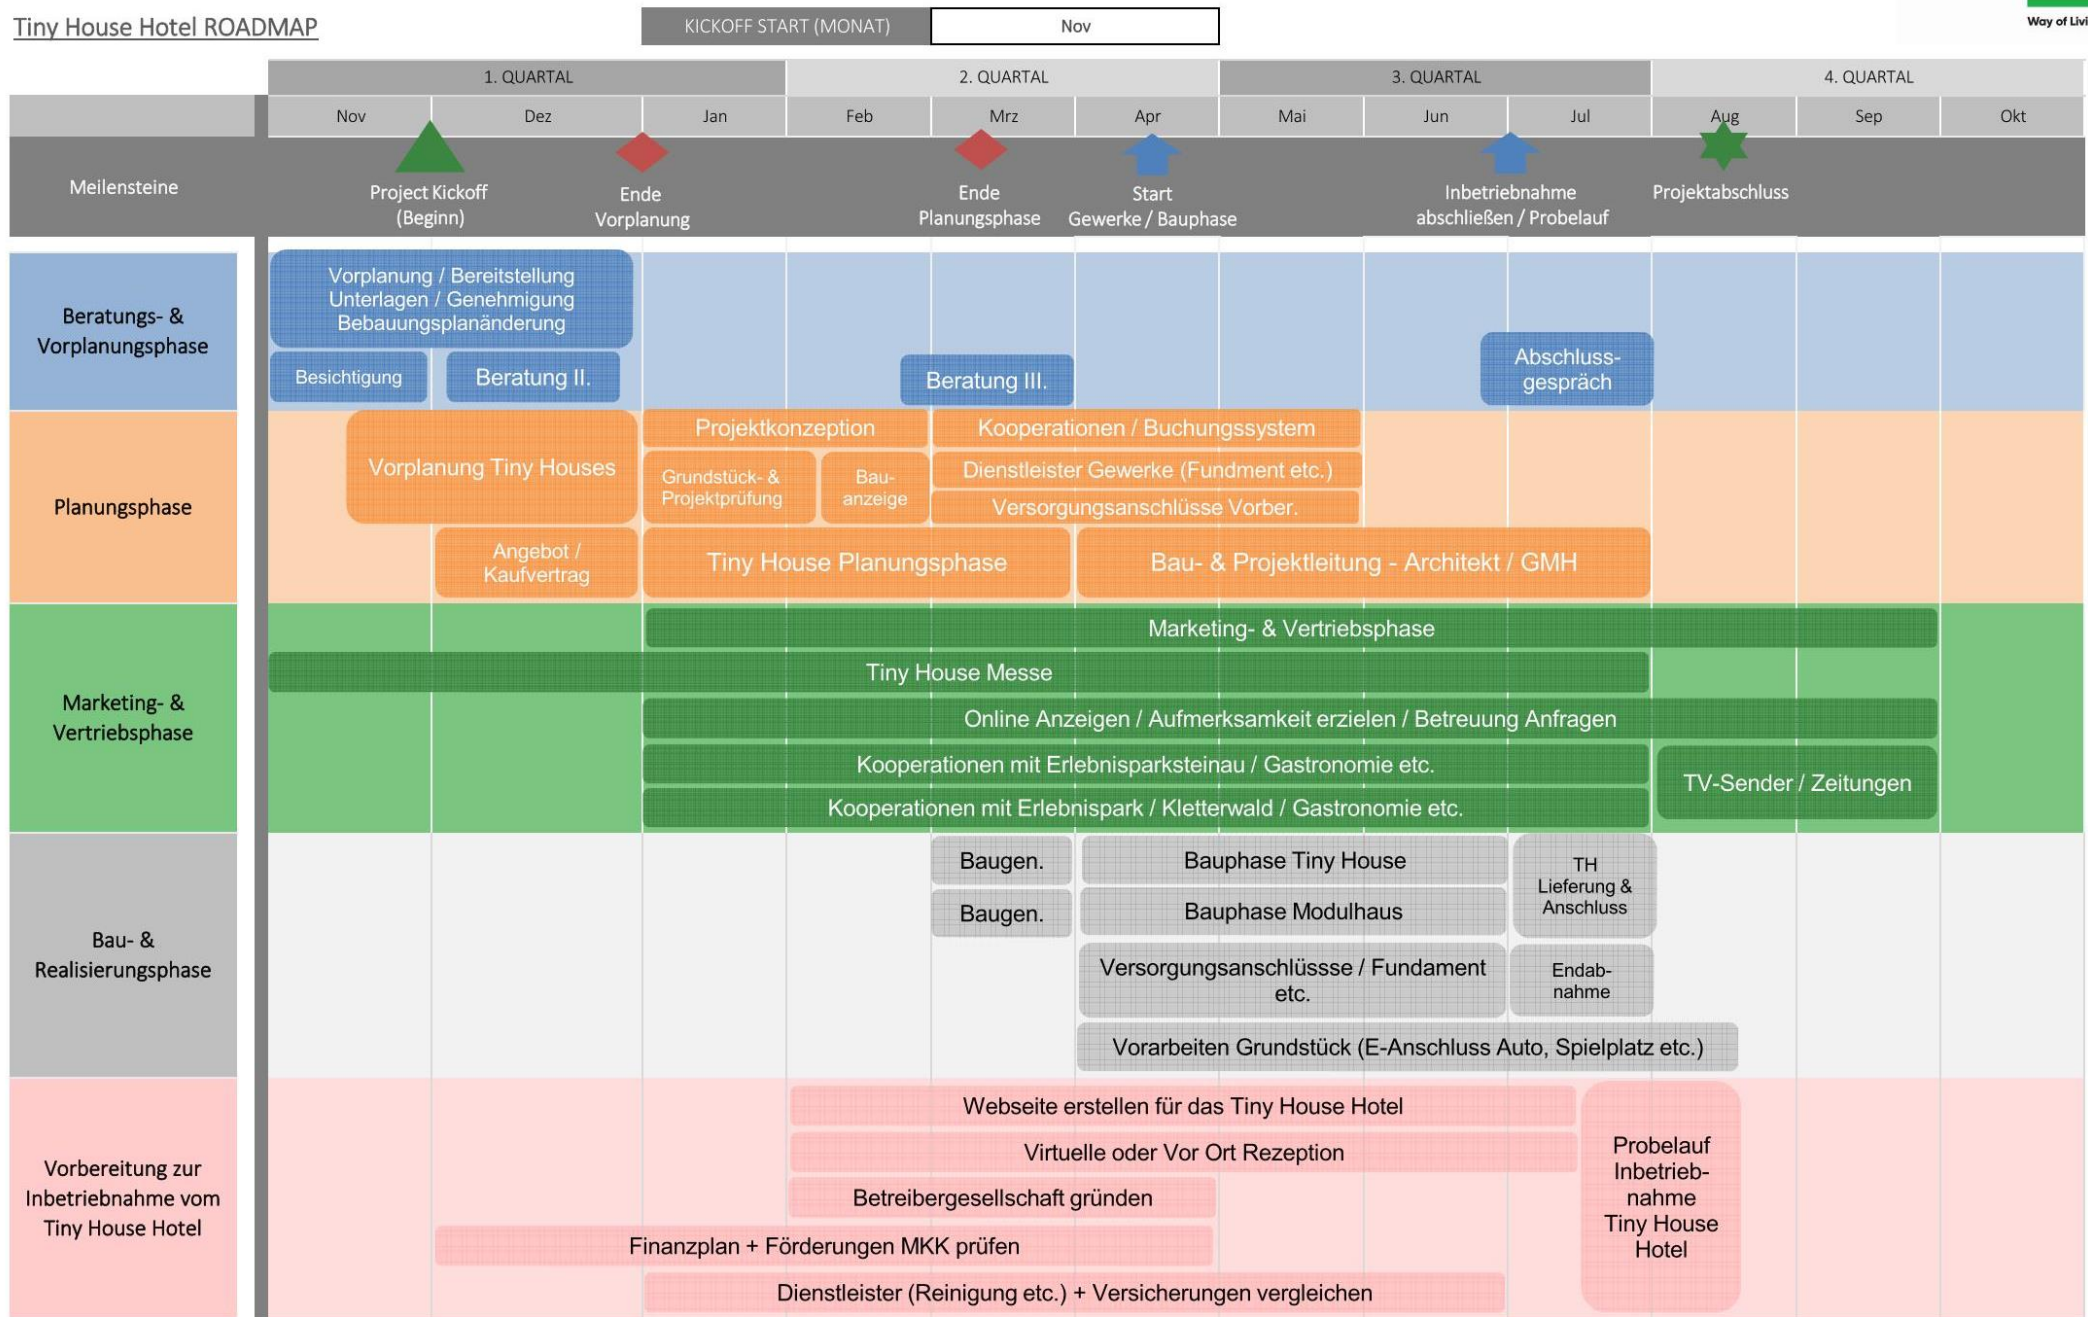 Tiny House Hotel ROADMAP
KICKOFF START (MONAT)
Nov
Way of Livi
1. QUARTAL
2. QUARTAL
3. QUARTAL
4. QUARTAL
Nov
Dez
Jan
Feb
Mrz
Apr
Mai
Jun
Jul
Aug
Sep
Okt
Meilensteine
Project Kickoff
(Beginn)
Ende
Vorplanung
Ende
Planungsphase
Start
Gewerke / Bauphase
Inbetriebnahme
abschließen / Probelauf
Projektabschluss
Beratungs- &
Vorplanungsphase
Vorplanung / Bereitstellung
Unterlagen / Genehmigung
Bebauungsplanänderung
Besichtigung
Beratung II.
Beratung III.
Abschluss-
gespräch
Planungsphase
Vorplanung Tiny Houses
Projektkonzeption
Kooperationen / Buchungssystem
Grundstück- &
Projektprüfung
Bau-
anzeige
Dienstleister Gewerke (Fundment etc.)
Versorgungsanschlüsse Vorber.
Angebot /
Kaufvertrag
Tiny House Planungsphase
Bau- & Projektleitung - Architekt / GMH
Marketing- &
Vertriebsphase
Marketing- & Vertriebsphase
Tiny House Messe
Online Anzeigen / Aufmerksamkeit erzielen / Betreuung Anfragen
Kooperationen mit Erlebnisparksteinau / Gastronomie etc.
Kooperationen mit Erlebnispark / Kletterwald / Gastronomie etc.
TV-Sender / Zeitungen
Bau- &
Realisierungsphase
Baugen.
Bauphase Tiny House
TH
Lieferung &
Anschluss
Baugen.
Bauphase Modulhaus
Versorgungsanschlüssse / Fundament
etc.
Endab-
nahme
Vorarbeiten Grundstück (E-Anschluss Auto, Spielplatz etc.)
Vorbereitung zur
Inbetriebnahme vom
Tiny House Hotel
Webseite erstellen für das Tiny House Hotel
Virtuelle oder Vor Ort Rezeption
Betreibergesellschaft gründen
Finanzplan + Förderungen MKK prüfen
Dienstleister (Reinigung etc.) + Versicherungen vergleichen
Probelauf
Inbetrieb-
nahme
Tiny House
Hotel